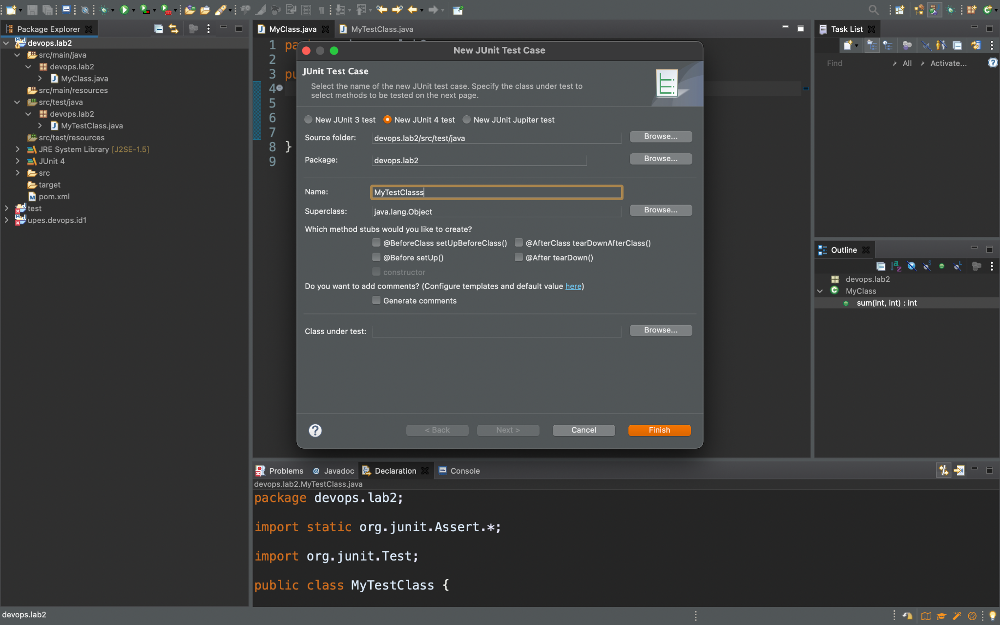 Package Explorer
devops.lab2
src/main/java
devops.lab2
MyClass.java
src/main/resources
src/test/java
devops.lab2
MyTestClass.java
src/test/resources
JRE System Library [J2SE-1.5]
JUnit 4
src
target
pom.xml
test
upes.devops.id1
MyClass.java
MyTestClass.java
1
2
3
4
5
6
7
8 }
9
New JUnit Test Case
JUnit Test Case
Select the name of the new JUnit test case. Specify the class under test to
select methods to be tested on the next page.
New JUnit 3 test New JUnit 4 test New JUnit Jupiter test
Source folder: devops.lab2/src/test/java Browse...
Package: devops.lab2 Browse...
Name: MyTestClasss
Superclass: java.lang.Object Browse...
Which method stubs would you like to create?
@BeforeClass setUpBeforeClass() @AfterClass tearDownAfterClass()
@Before setUp() @After tearDown()
constructor
Do you want to add comments? (Configure templates and default value here)
Generate comments
Class under test: Browse...
? < Back Next > Cancel Finish
Task List
Find All Activate...
Outline
devops.lab2
MyClass
sum(int, int) : int
Problems @ Javadoc Declaration Console
devops.lab2.MyTestClass.java
package devops.lab2;
import static org.junit.Assert.*;
import org.junit.Test;
public class MyTestClass {
devops.lab2